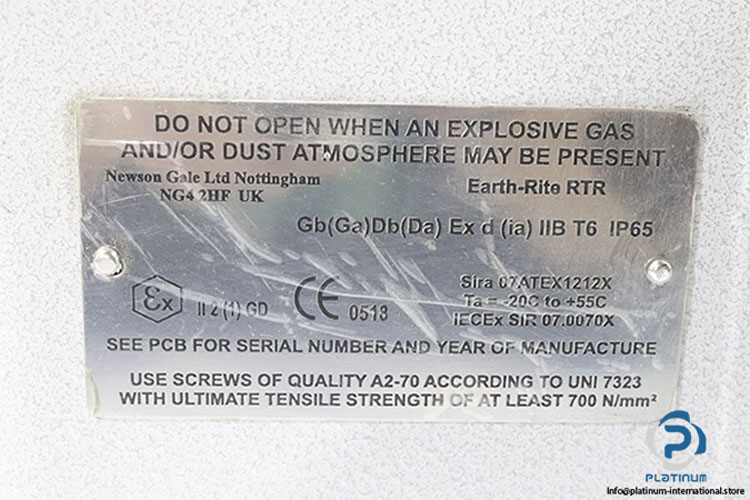 DO NOT OPEN WHEN AN EXPLOSIVE GAS
AND/OR DUST ATMOSPHERE MAY BE PRESENT
Newson Gale Ltd Nottingham
NG4 2HF UK
Earth-Rite RTR
Gb(Ga)Db(Da) Ex d (ia) IIB T6 IP65
Ex II 2 (1) GD CE 0518
Sira 07ATEX1212X
Ta = -20C to +55C
IECEx SIR 07.0070X
SEE PCB FOR SERIAL NUMBER AND YEAR OF MANUFACTURE
USE SCREWS OF QUALITY A2-70 ACCORDING TO UNI 7323
WITH ULTIMATE TENSILE STRENGTH OF AT LEAST 700 N/mm²
PLATINUM
Info@platinum-international.store